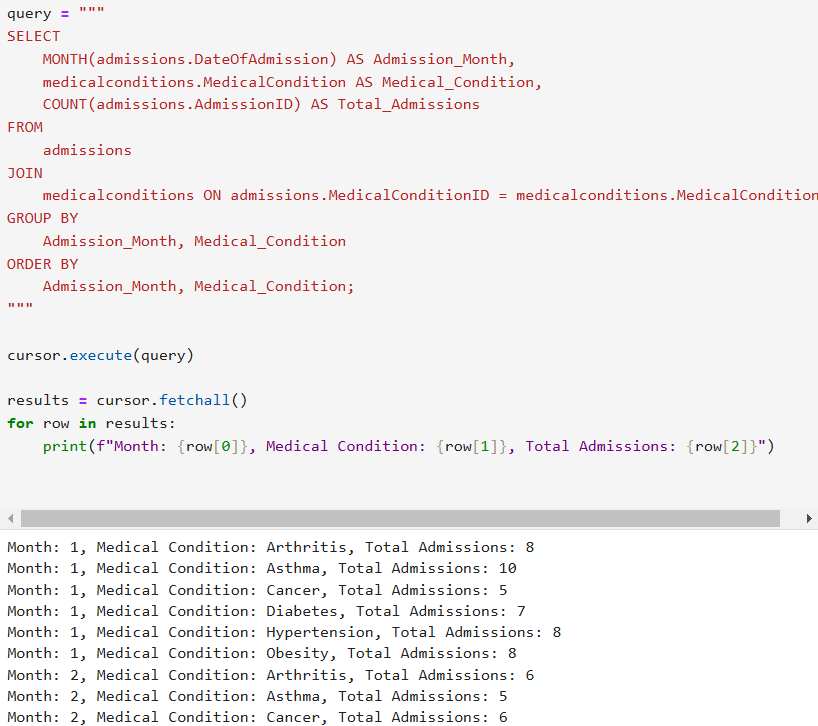 query = """
SELECT
    MONTH(admissions.DateOfAdmission) AS Admission_Month,
    medicalconditions.MedicalCondition AS Medical_Condition,
    COUNT(admissions.AdmissionID) AS Total_Admissions
FROM
    admissions
JOIN
    medicalconditions ON admissions.MedicalConditionID = medicalconditions.MedicalCondition
GROUP BY
    Admission_Month, Medical_Condition
ORDER BY
    Admission_Month, Medical_Condition;
"""
cursor.execute(query)
results = cursor.fetchall()
for row in results:
    print(f"Month: {row[0]}, Medical Condition: {row[1]}, Total Admissions: {row[2]}")
Month: 1, Medical Condition: Arthritis, Total Admissions: 8
Month: 1, Medical Condition: Asthma, Total Admissions: 10
Month: 1, Medical Condition: Cancer, Total Admissions: 5
Month: 1, Medical Condition: Diabetes, Total Admissions: 7
Month: 1, Medical Condition: Hypertension, Total Admissions: 8
Month: 1, Medical Condition: Obesity, Total Admissions: 8
Month: 2, Medical Condition: Arthritis, Total Admissions: 6
Month: 2, Medical Condition: Asthma, Total Admissions: 5
Month: 2, Medical Condition: Cancer, Total Admissions: 6